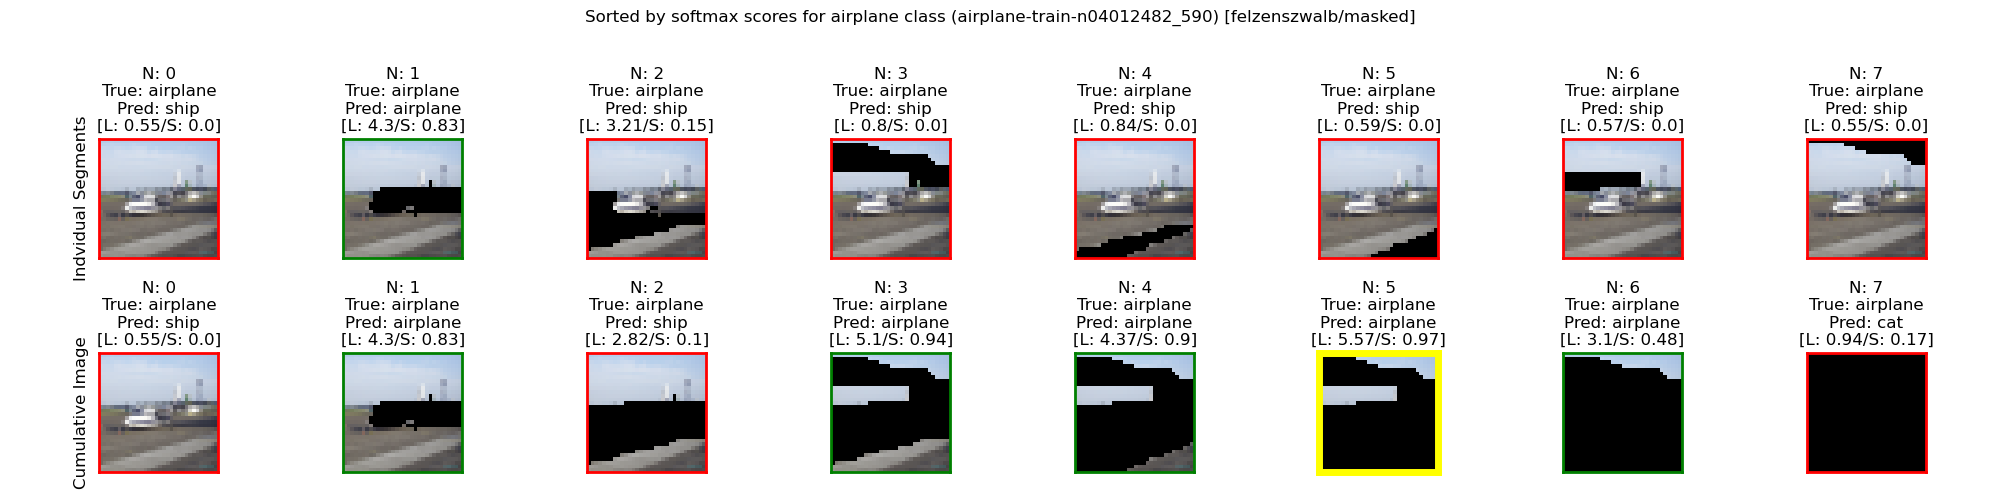 Sorted by softmax scores for airplane class (airplane-train-n04012482_590) [felzenszwalb/masked]
Indvidual Segments
N: 0
True: airplane
Pred: ship
[L: 0.55/S: 0.0]
N: 1
True: airplane
Pred: airplane
[L: 4.3/S: 0.83]
N: 2
True: airplane
Pred: ship
[L: 3.21/S: 0.15]
N: 3
True: airplane
Pred: ship
[L: 0.8/S: 0.0]
N: 4
True: airplane
Pred: ship
[L: 0.84/S: 0.0]
N: 5
True: airplane
Pred: ship
[L: 0.59/S: 0.0]
N: 6
True: airplane
Pred: ship
[L: 0.57/S: 0.0]
N: 7
True: airplane
Pred: ship
[L: 0.55/S: 0.0]
Cumulative Image
N: 0
True: airplane
Pred: ship
[L: 0.55/S: 0.0]
N: 1
True: airplane
Pred: airplane
[L: 4.3/S: 0.83]
N: 2
True: airplane
Pred: ship
[L: 2.82/S: 0.1]
N: 3
True: airplane
Pred: airplane
[L: 5.1/S: 0.94]
N: 4
True: airplane
Pred: airplane
[L: 4.37/S: 0.9]
N: 5
True: airplane
Pred: airplane
[L: 5.57/S: 0.97]
N: 6
True: airplane
Pred: airplane
[L: 3.1/S: 0.48]
N: 7
True: airplane
Pred: cat
[L: 0.94/S: 0.17]